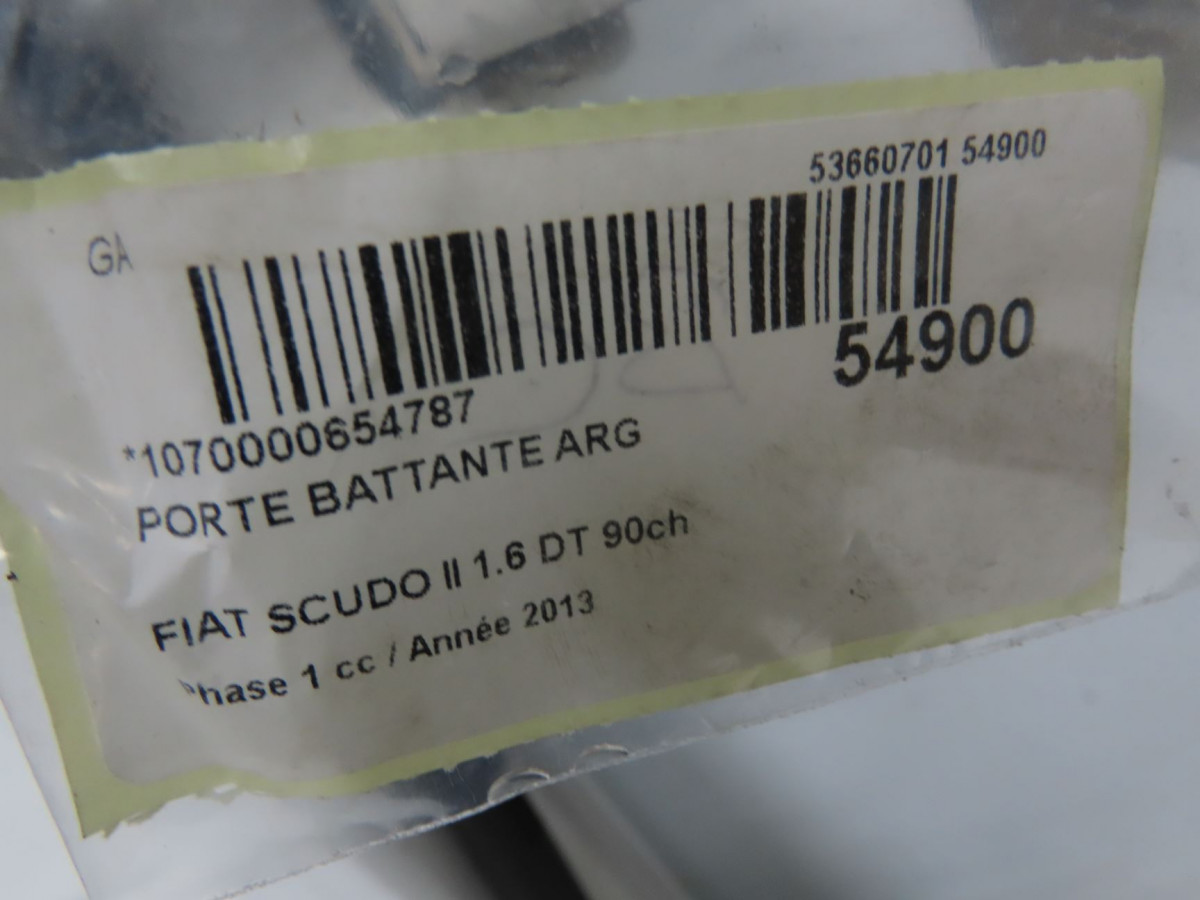 53660701 54900
GA
54900
*1070000654787
PORTE BATTANTE ARG
FIAT SCUDO II 1.6 DT 90ch
Phase 1 cc / Année 2013